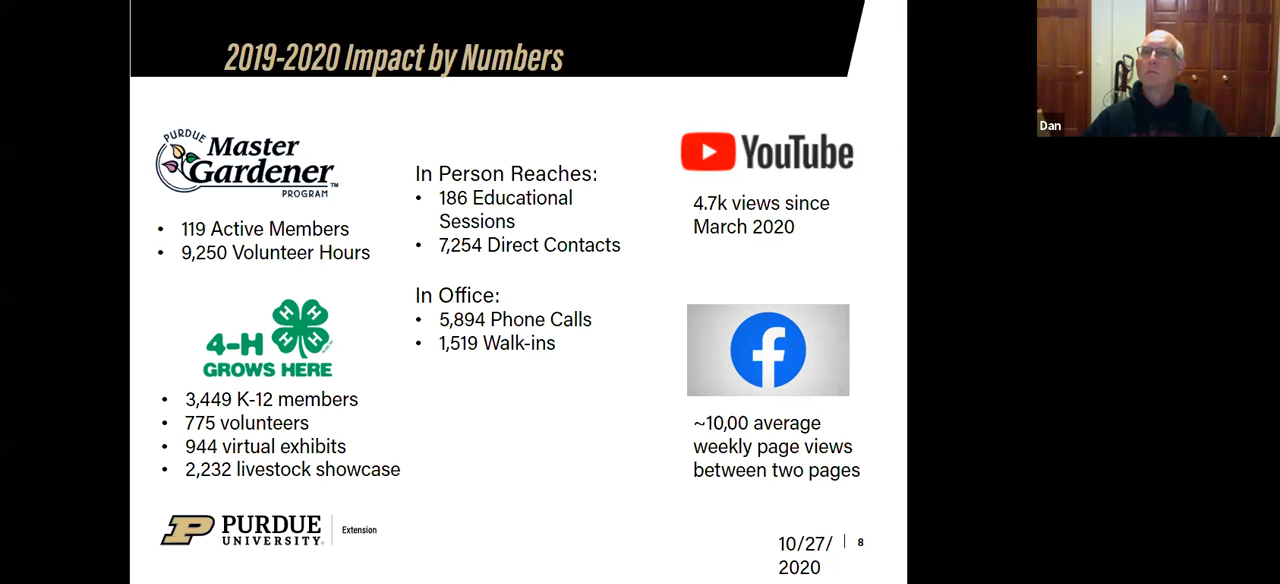 2019-2020 Impact by Numbers
PURDUE
Master
Gardener™
PROGRAM
• 119 Active Members
• 9,250 Volunteer Hours
H H
H H
4-H
GROWS HERE
• 3,449 K-12 members
• 775 volunteers
• 944 virtual exhibits
• 2,232 livestock showcase
In Person Reaches:
• 186 Educational
Sessions
• 7,254 Direct Contacts
In Office:
• 5,894 Phone Calls
• 1,519 Walk-ins
YouTube
4.7k views since
March 2020
f
~10,00 average
weekly page views
between two pages
P PURDUE
UNIVERSITY®
Extension
10/27/
2020
8
Dan